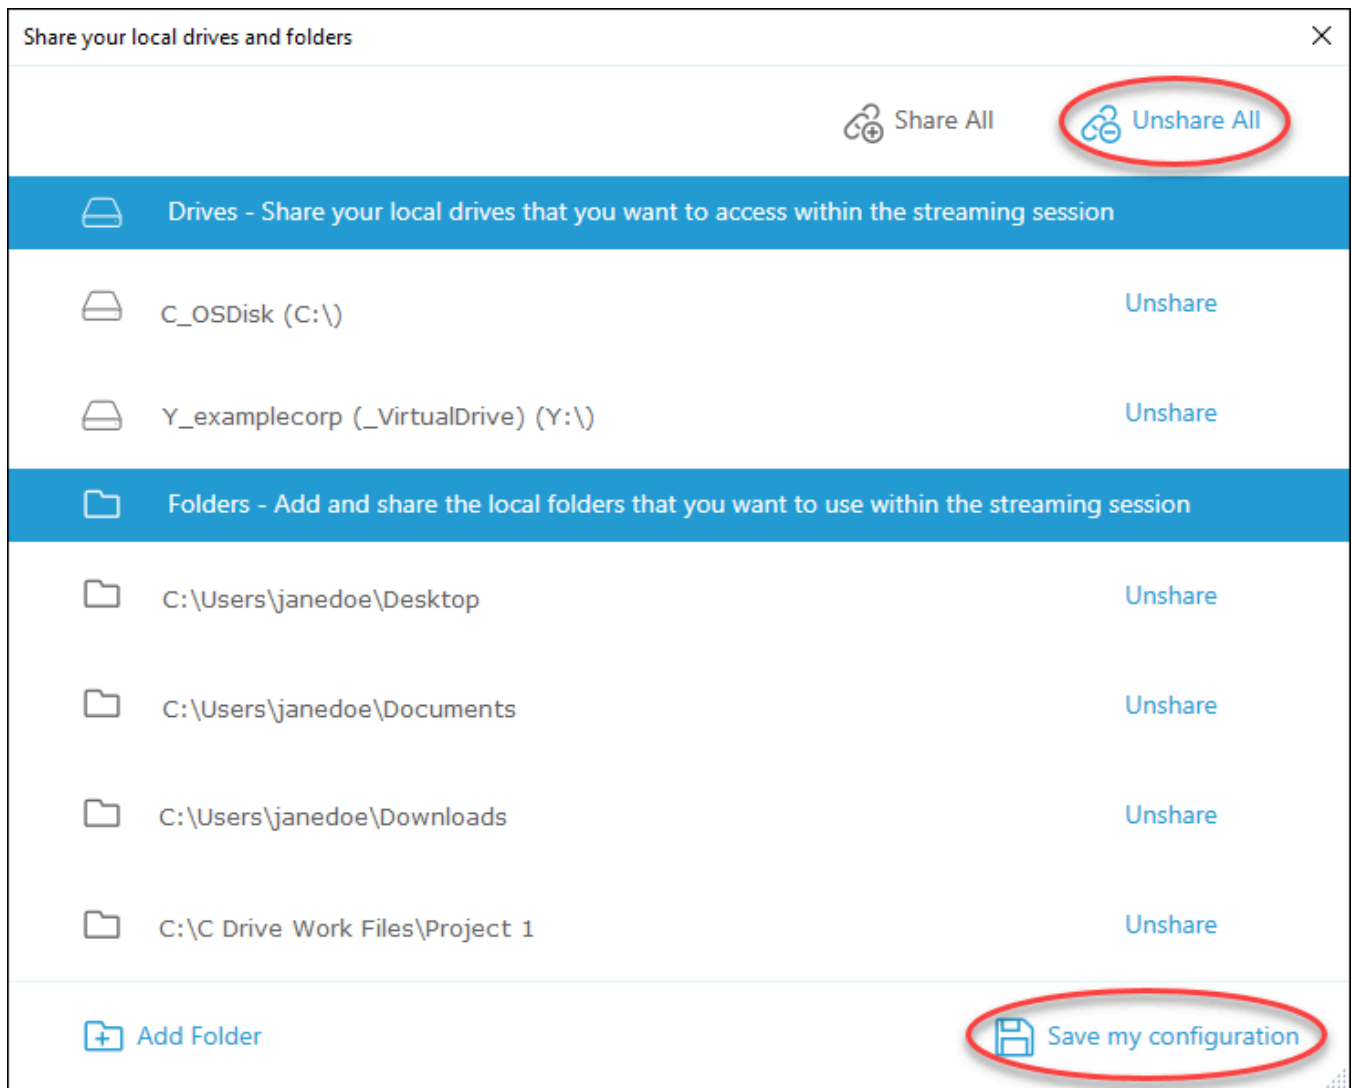 Share your local drives and folders
Share All
Unshare All
Drives - Share your local drives that you want to access within the streaming session
C_OSDisk (C:\)
Unshare
Y_examplecorp (_VirtualDrive) (Y:\)
Unshare
Folders - Add and share the local folders that you want to use within the streaming session
C:\Users\janedoe\Desktop
Unshare
C:\Users\janedoe\Documents
Unshare
C:\Users\janedoe\Downloads
Unshare
C:\C Drive Work Files\Project 1
Unshare
Add Folder
Save my configuration